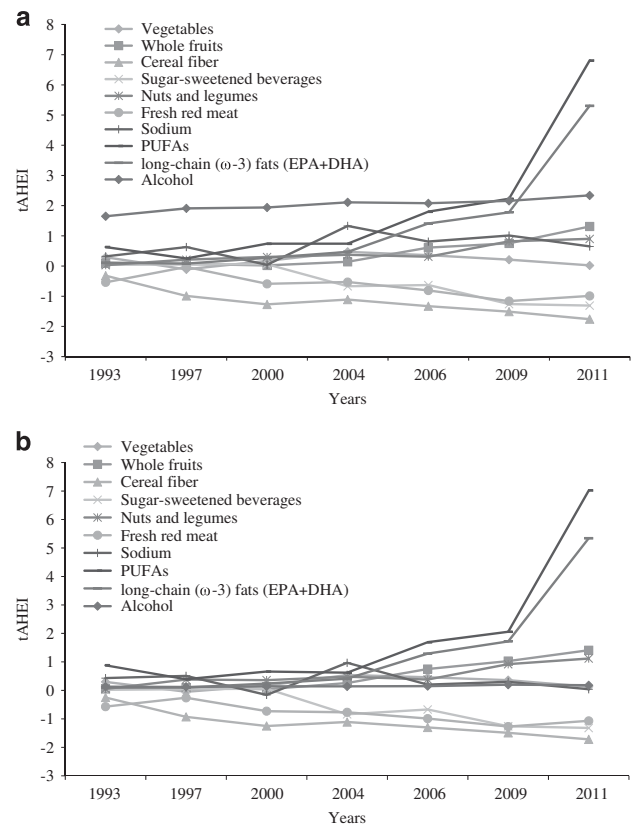 a
8
7
6
5
4
3
2
1
0
-1
-2
-3
tAHEI
Vegetables
Whole fruits
Cereal fiber
Sugar-sweetened beverages
Nuts and legumes
Fresh red meat
Sodium
PUFAs
long-chain (ω-3) fats (EPA+DHA)
Alcohol
1993 1997 2000 2004 2006 2009 2011
Years
b
8
7
6
5
4
3
2
1
0
-1
-2
-3
tAHEI
Vegetables
Whole fruits
Cereal fiber
Sugar-sweetened beverages
Nuts and legumes
Fresh red meat
Sodium
PUFAs
long-chain (ω-3) fats (EPA+DHA)
Alcohol
1993 1997 2000 2004 2006 2009 2011
Years